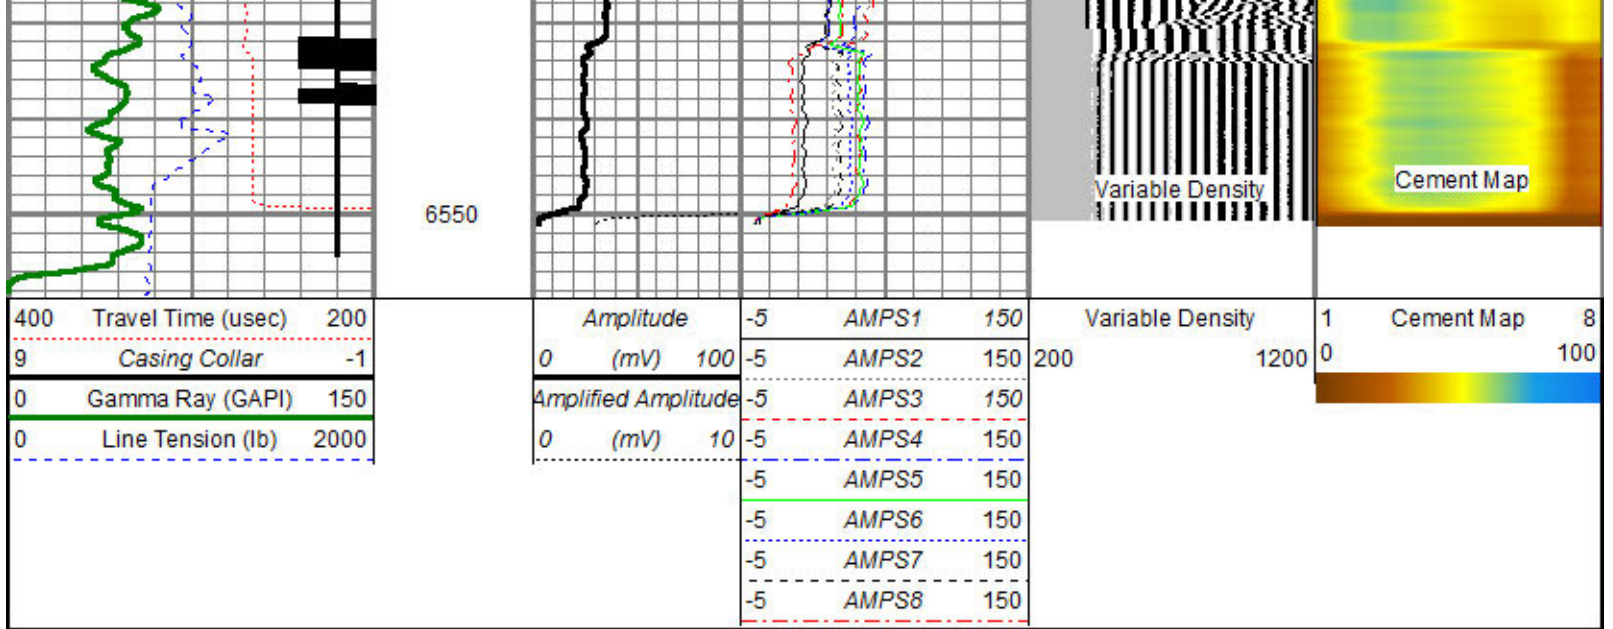 6550
Variable Density
Cement Map
400 Travel Time (usec) 200
9 Casing Collar -1
0 Gamma Ray (GAPI) 150
0 Line Tension (lb) 2000
Amplitude
0 (mV) 100
Amplified Amplitude
0 (mV) 10
-5 AMPS1 150
-5 AMPS2 150
-5 AMPS3 150
-5 AMPS4 150
-5 AMPS5 150
-5 AMPS6 150
-5 AMPS7 150
-5 AMPS8 150
Variable Density
200 1200
1 Cement Map 8
0 100